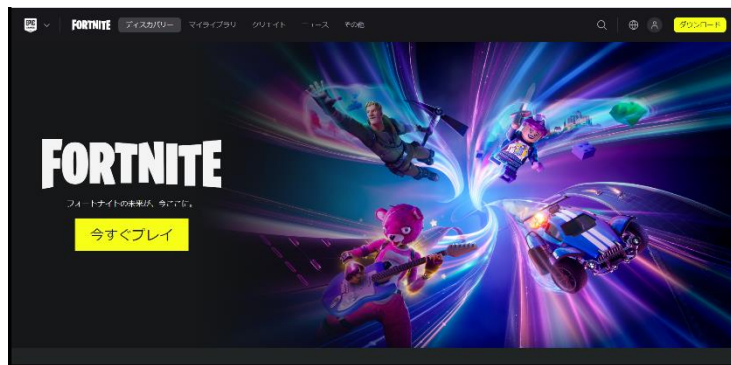 EPIC GAMES
FORTNITE ディスカバリー マイライブラリ クリエイト ニュース その他 ダウンロード
FORTNITE
フォートナイトの未来が、今ここに。
今すぐプレイ